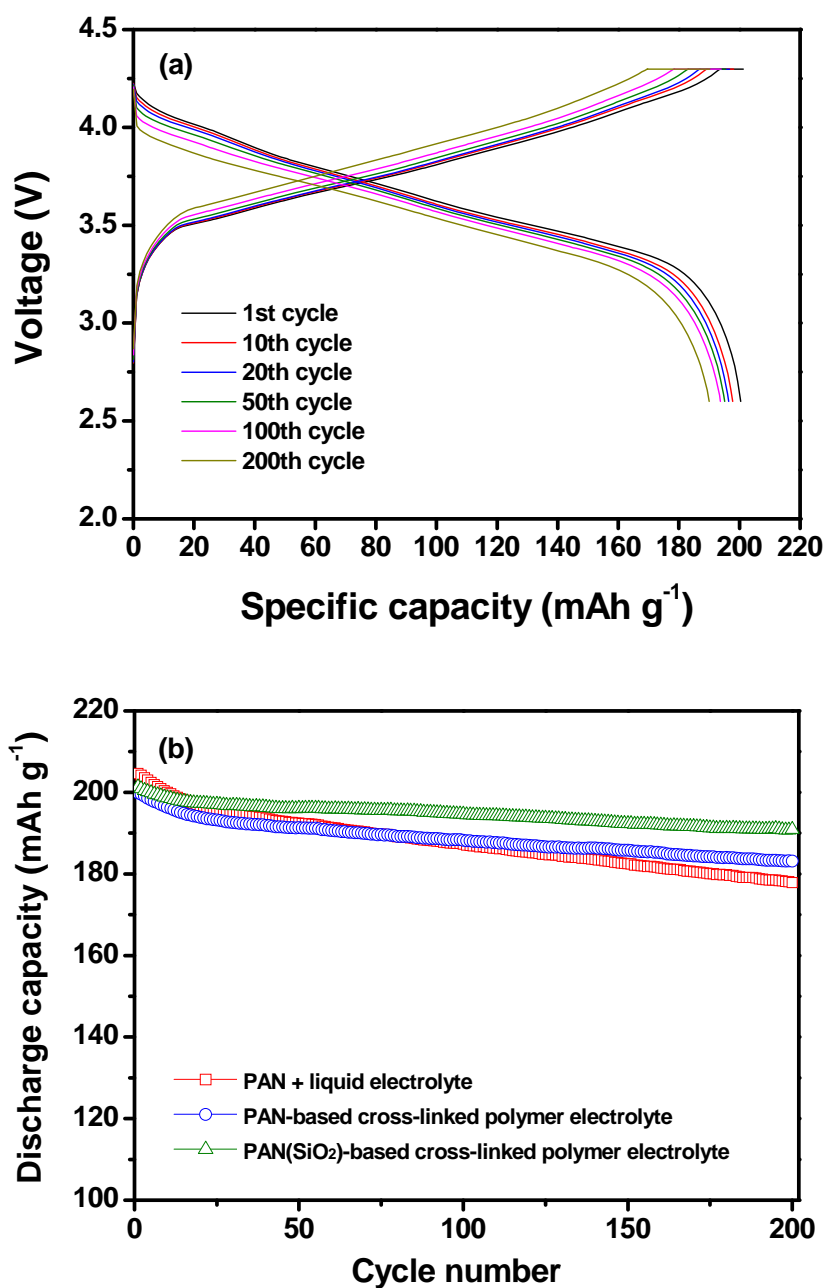 (a)
4.5
4.0
3.5
3.0
2.5
2.0
Voltage (V)
1st cycle
10th cycle
20th cycle
50th cycle
100th cycle
200th cycle
0 20 40 60 80 100 120 140 160 180 200 220
Specific capacity (mAh g⁻¹)
(b)
220
200
180
160
140
120
100
Discharge capacity (mAh g⁻¹)
PAN + liquid electrolyte
PAN-based cross-linked polymer electrolyte
PAN(SiO₂)-based cross-linked polymer electrolyte
0 50 100 150 200
Cycle number